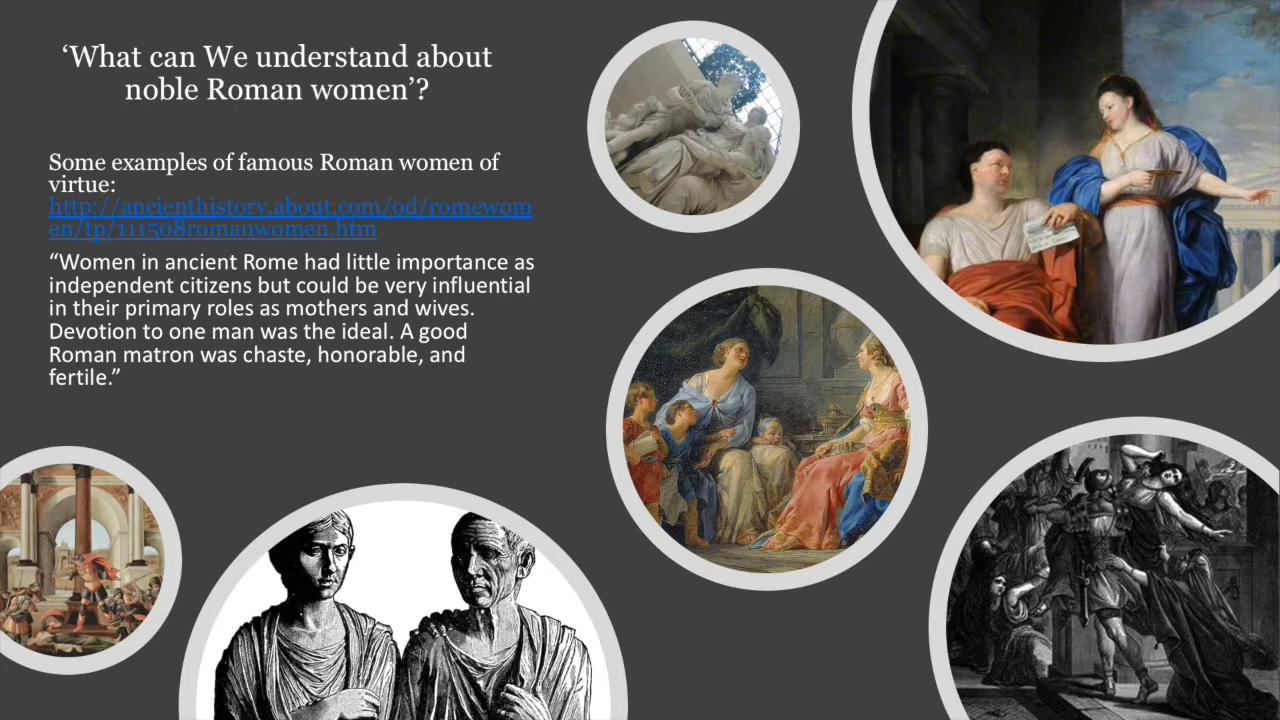 ‘What can We understand about
noble Roman women’?
Some examples of famous Roman women of
virtue:
http://ancienthistory.about.com/od/romewom
en/tp/111508romanwomen.htm
“Women in ancient Rome had little importance as
independent citizens but could be very influential
in their primary roles as mothers and wives.
Devotion to one man was the ideal. A good
Roman matron was chaste, honorable, and
fertile.”